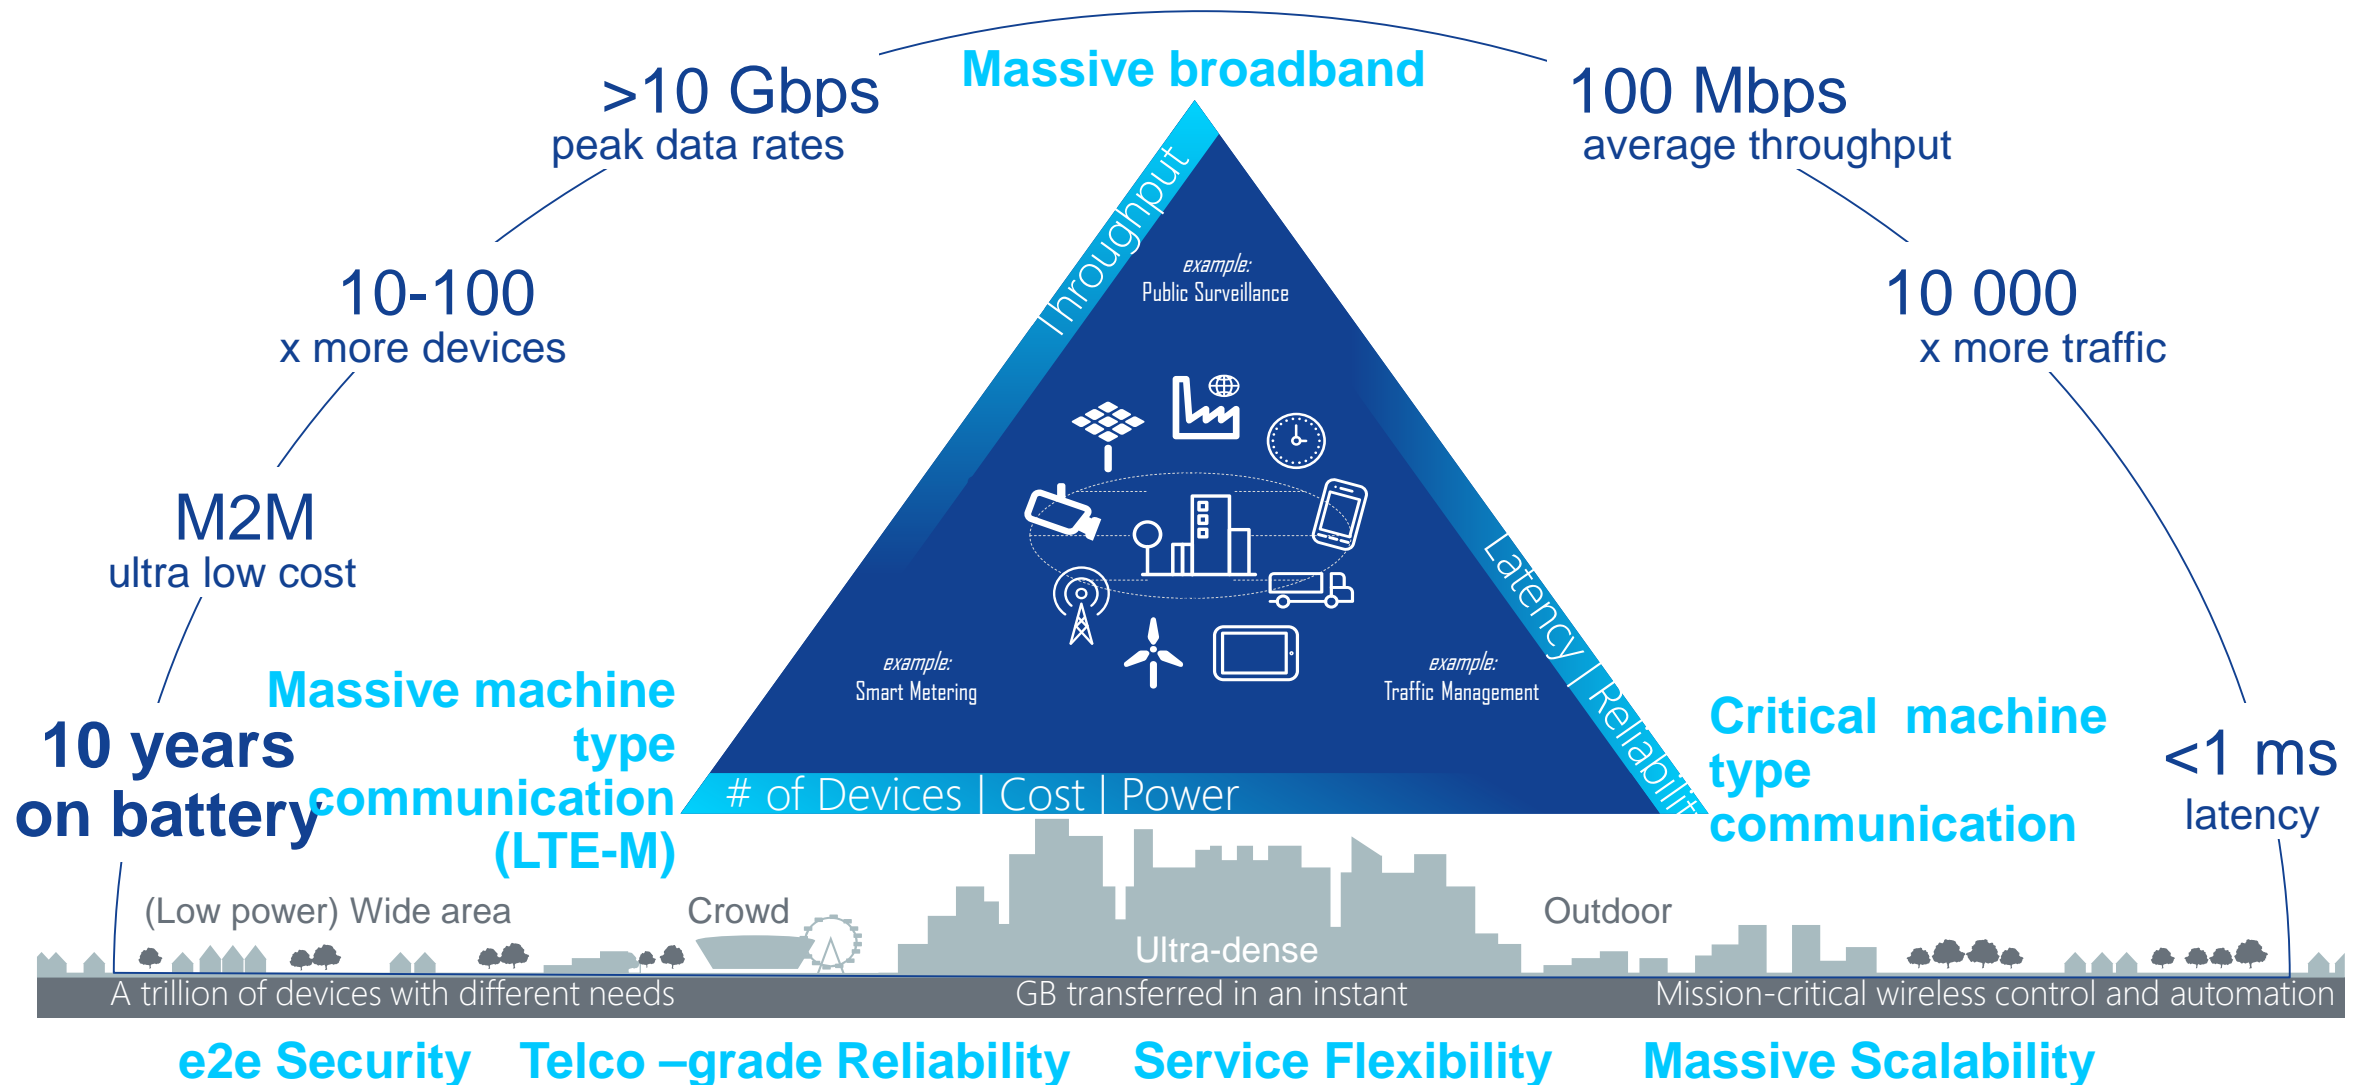 Massive broadband
>10 Gbps
peak data rates
100 Mbps
average throughput
10-100
x more devices
10 000
x more traffic
M2M
ultra low cost
10 years
on battery
<1 ms
latency
Throughput
example:
Public Surveillance
Latency | Reliability
example:
Smart Metering
example:
Traffic Management
# of Devices | Cost | Power
Massive machine
type
communication
(LTE-M)
Critical machine
type
communication
(Low power) Wide area
Crowd
Ultra-dense
Outdoor
A trillion of devices with different needs
GB transferred in an instant
Mission-critical wireless control and automation
e2e Security
Telco –grade Reliability
Service Flexibility
Massive Scalability